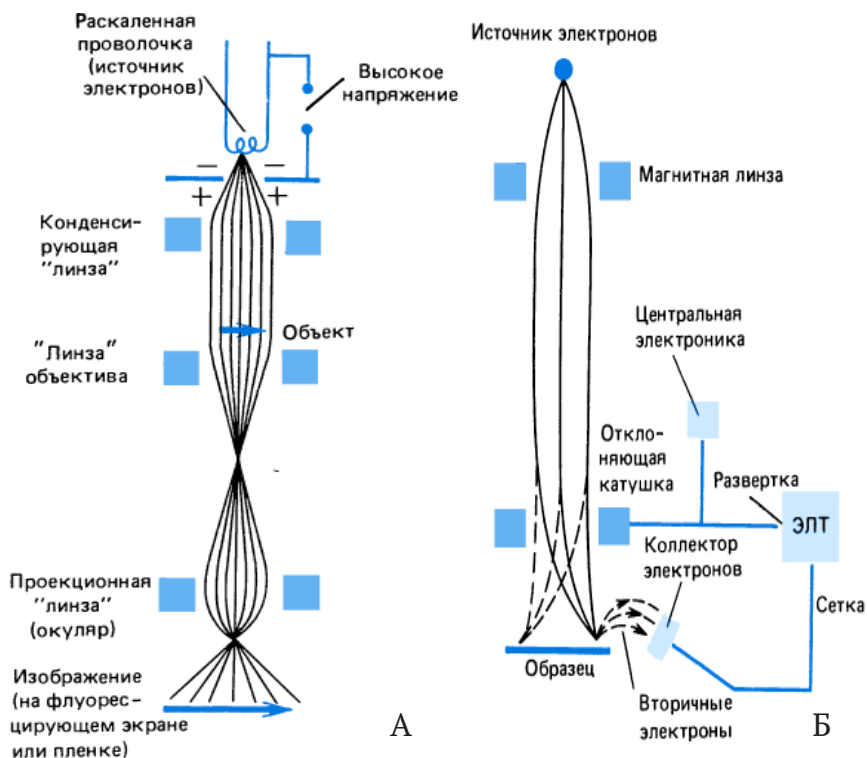 Раскаленная
проволочка
(источник
электронов)
Высокое
напряжение
− −
+ +
Конденси-
рующая
"линза"
Объект
"Линза"
объектива
Проекционная
"линза"
(окуляр)
Изображение
(на флуорес-
цирующем экране
или пленке)
А
Источник электронов
Магнитная линза
Центральная
электроника
Откло-
няющая
катушка
Развертка
ЭЛТ
Коллектор
электронов
Сетка
Образец
Вторичные
электроны
Б